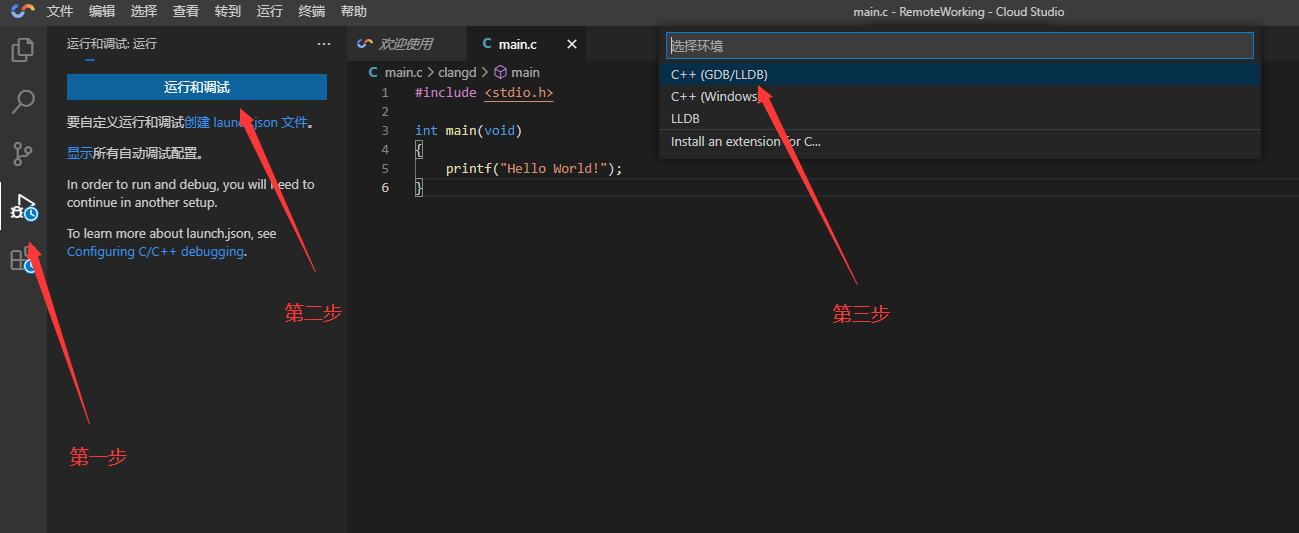 文件 编辑 选择 查看 转到 运行 终端 帮助
main.c - RemoteWorking - Cloud Studio
运行和调试: 运行
运行和调试
要自定义运行和调试创建 launch.json 文件。
显示所有自动调试配置。
In order to run and debug, you will need to
continue in another setup.
To learn more about launch.json, see
Configuring C/C++ debugging.
欢迎使用 C main.c
C main.c > clangd > main
1 #include <stdio.h>
2
3 int main(void)
4 {
5 printf("Hello World!");
6 }
选择环境
C++ (GDB/LLDB)
C++ (Windows)
LLDB
Install an extension for C...
第一步
第二步
第三步